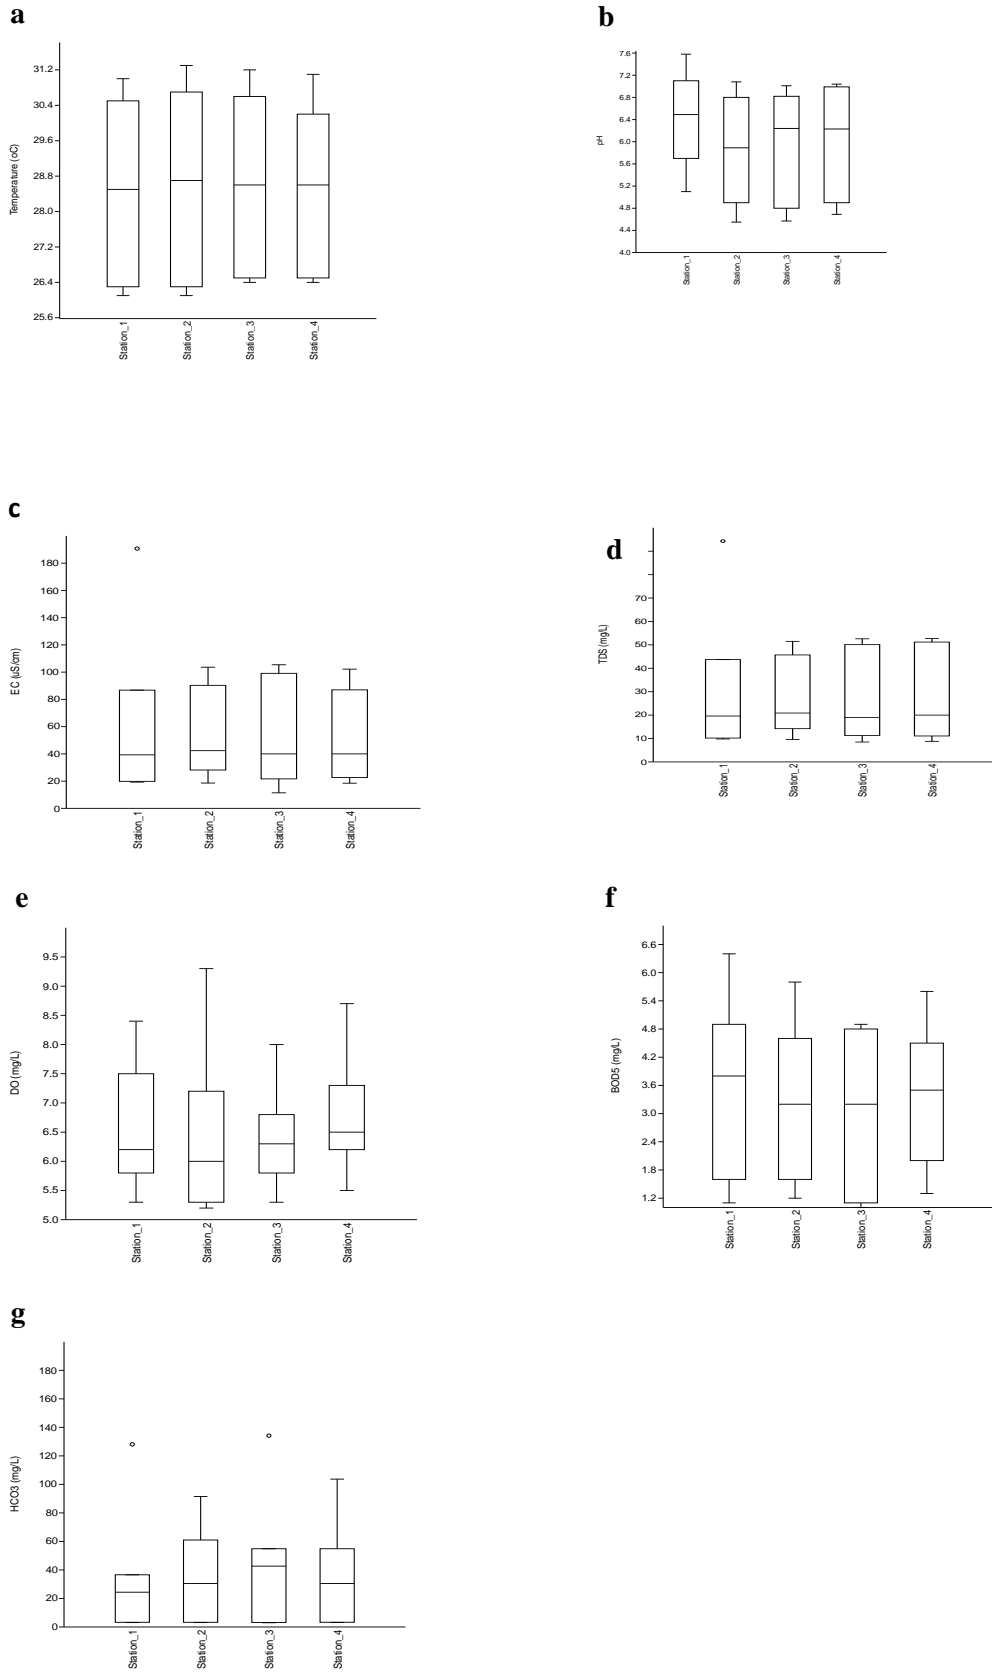 a
Temperature (oC)
31.2
30.4
29.6
28.8
28.0
27.2
26.4
25.6
Station_1
Station_2
Station_3
Station_4
b
pH
7.6
7.2
6.8
6.4
6.0
5.6
5.2
4.8
4.4
4.0
Station_1
Station_2
Station_3
Station_4
c
EC (uS/cm)
180
160
140
120
100
80
60
40
20
0
Station_1
Station_2
Station_3
Station_4
d
TDS (mg/L)
70
60
50
40
30
20
10
0
Station_1
Station_2
Station_3
Station_4
e
DO (mg/L)
9.5
9.0
8.5
8.0
7.5
7.0
6.5
6.0
5.5
5.0
Station_1
Station_2
Station_3
Station_4
f
BOD5 (mg/L)
6.6
6.0
5.4
4.8
4.2
3.6
3.0
2.4
1.8
1.2
Station_1
Station_2
Station_3
Station_4
g
HCO3 (mg/L)
180
160
140
120
100
80
60
40
20
0
Station_1
Station_2
Station_3
Station_4